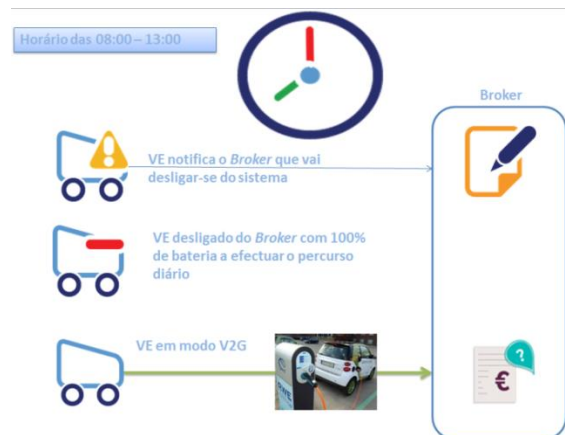 Horário das 08:00 – 13:00
Broker
VE notifica o Broker que vai
desligar-se do sistema
VE desligado do Broker com 100%
de bateria a efectuar o percurso
diário
VE em modo V2G
?
€